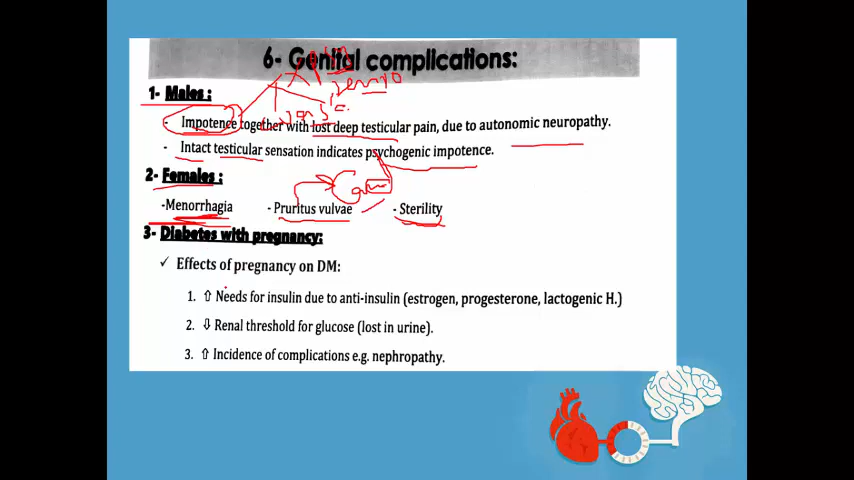 6- Genital complications:
1- Males :
- Impotence together with lost deep testicular pain, due to autonomic neuropathy.
- Intact testicular sensation indicates psychogenic impotence.
2- Females :
-Menorrhagia - Pruritus vulvae - Sterility
3- Diabetes with pregnancy:
✓ Effects of pregnancy on DM:
1. ⇧ Needs for insulin due to anti-insulin (estrogen, progesterone, lactogenic H.)
2. ⇩ Renal threshold for glucose (lost in urine).
3. ⇧ Incidence of complications e.g. nephropathy.